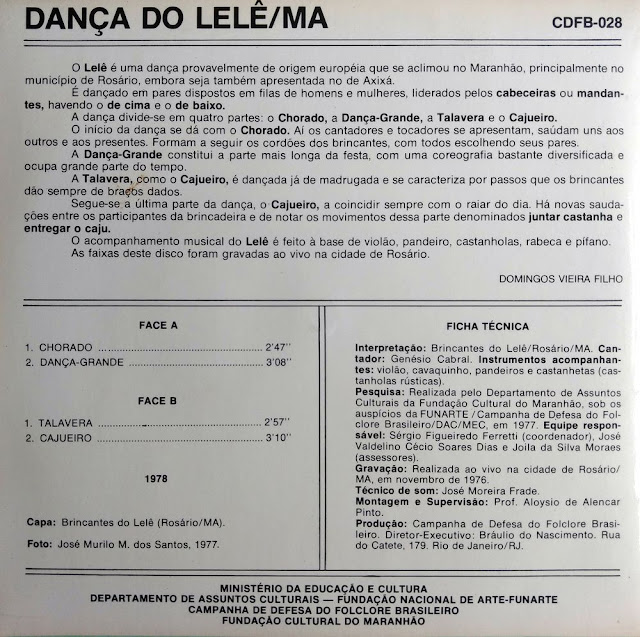 DANÇA DO LELÊ/MA
CDFB-028
O Lelê é uma dança provavelmente de origem européia que se aclimou no Maranhão, principalmente no
município de Rosário, embora seja também apresentada no de Axixá.
É dançado em pares dispostos em filas de homens e mulheres, liderados pelos cabeceiras ou mandan-
tes, havendo o de cima e o de baixo.
A dança divide-se em quatro partes: o Chorado, a Dança-Grande, a Talavera e o Cajueiro.
O início da dança se dá com o Chorado. Aí os cantadores e tocadores se apresentam, saúdam uns aos
outros e aos presentes. Formam a seguir os cordões dos brincantes, com todos escolhendo seus pares.
A Dança-Grande constitui a parte mais longa da festa, com uma coreografia bastante diversificada e
ocupa grande parte do tempo.
A Talavera, como o Cajueiro, é dançada já de madrugada e se caracteriza por passos que os brincantes
dão sempre de braços dados.
Segue-se a última parte da dança, o Cajueiro, a coincidir sempre com o raiar do dia. Há novas sauda-
ções entre os participantes da brincadeira e de notar os movimentos dessa parte denominados juntar castanha e
entregar o caju.
O acompanhamento musical do Lelê é feito à base de violão, pandeiro, castanholas, rabeca e pífano.
As faixas deste disco foram gravadas ao vivo na cidade de Rosário.
DOMINGOS VIEIRA FILHO
FACE A
1. CHORADO ........ 2'47''
2. DANÇA-GRANDE ........ 3'08''
FACE B
1. TALAVERA ........ 2'57''
2. CAJUEIRO ........ 3'10''
1978
Capa: Brincantes do Lelê (Rosário/MA).
Foto: José Murilo M. dos Santos, 1977.
FICHA TÉCNICA
Interpretação: Brincantes do Lelê/Rosário/MA. Can-
tador: Genésio Cabral. Instrumentos acompanhan-
tes: violão, cavaquinho, pandeiros e castanhetas (cas-
tanholas rústicas).
Pesquisa: Realizada pelo Departamento de Assuntos
Culturais da Fundação Cultural do Maranhão, sob os
auspícios da FUNARTE/Campanha de Defesa do Fol-
clore Brasileiro/DAC/MEC, em 1977. Equipe respon-
sável: Sérgio Figueiredo Ferretti (coordenador), José
Valdelino Cécio Soares Dias e Joila da Silva Moraes
(assessores).
Gravação: Realizada ao vivo na cidade de Rosário/
MA, em novembro de 1976.
Técnico de som: José Moreira Frade.
Montagem e Supervisão: Prof. Aloysio de Alencar
Pinto.
Produção: Campanha de Defesa do Folclore Brasi-
leiro. Diretor-Executivo: Bráulio do Nascimento. Rua
do Catete, 179. Rio de Janeiro/RJ.
MINISTÉRIO DA EDUCAÇÃO E CULTURA
DEPARTAMENTO DE ASSUNTOS CULTURAIS — FUNDAÇÃO NACIONAL DE ARTE-FUNARTE
CAMPANHA DE DEFESA DO FOLCLORE BRASILEIRO
FUNDAÇÃO CULTURAL DO MARANHÃO